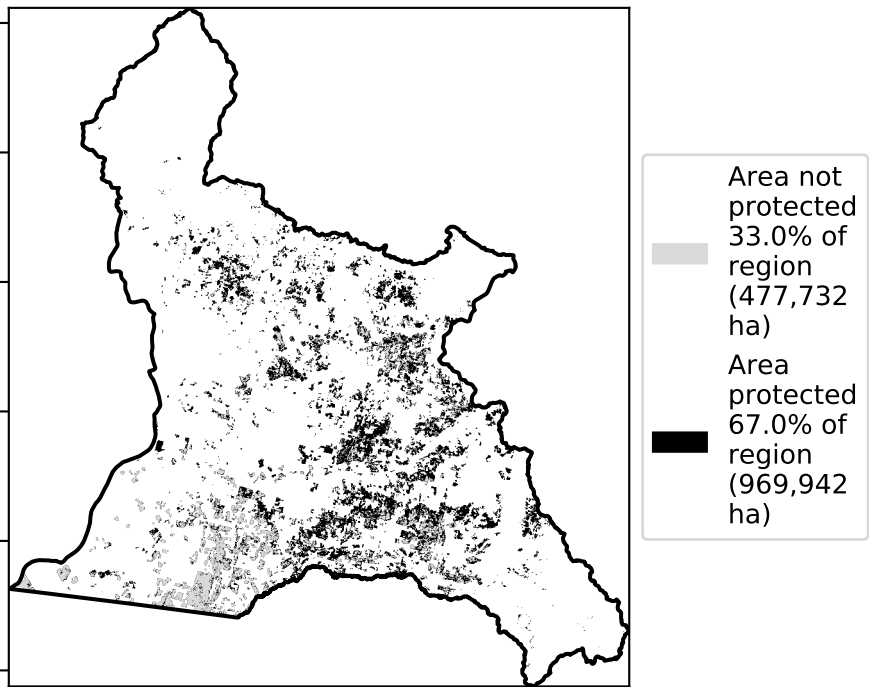 Area not
protected
33.0% of
region
(477,732
ha)
Area
protected
67.0% of
region
(969,942
ha)